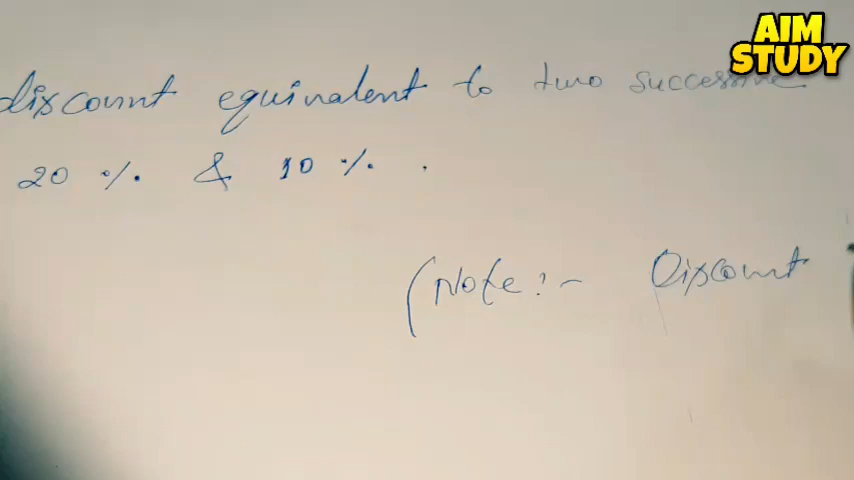 AIM
STUDY
discount equivalent to two successive
20 % & 10 % .
(Note :- Discount